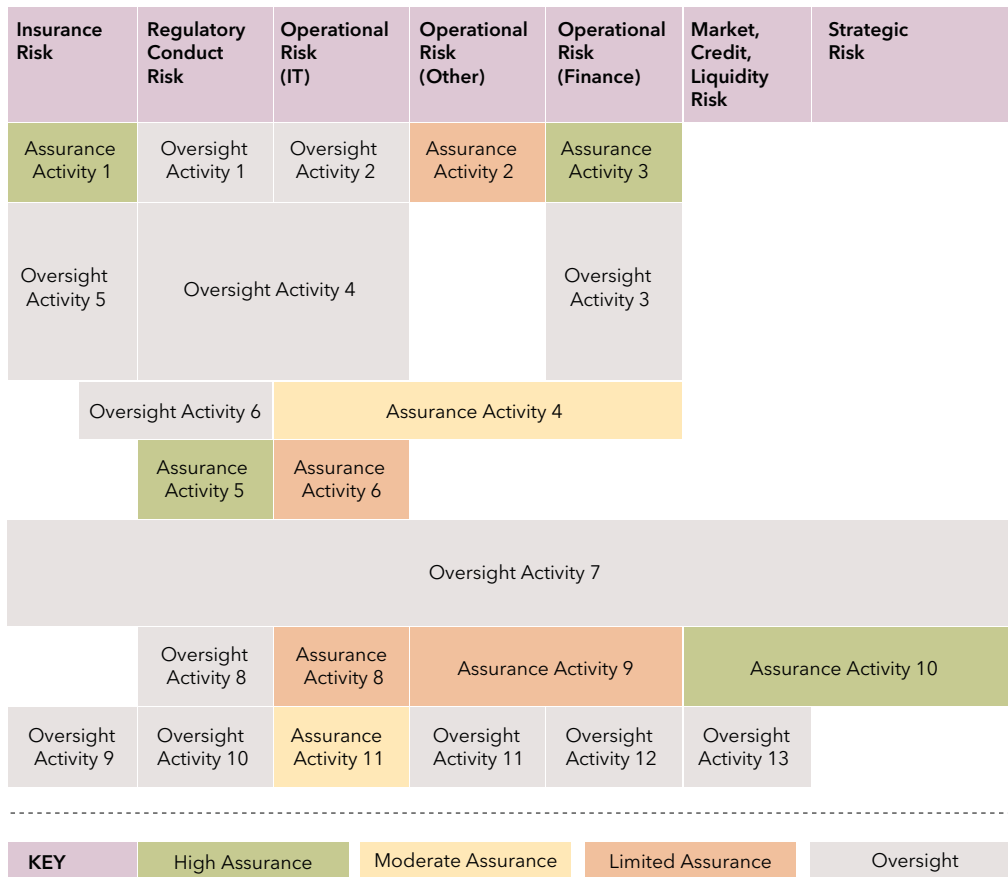 Insurance
Risk
Regulatory
Conduct
Risk
Operational
Risk
(IT)
Operational
Risk
(Other)
Operational
Risk
(Finance)
Market,
Credit,
Liquidity
Risk
Strategic
Risk
Assurance
Activity 1
Oversight
Activity 1
Oversight
Activity 2
Assurance
Activity 2
Assurance
Activity 3
Oversight
Activity 5
Oversight Activity 4
Oversight
Activity 3
Oversight Activity 6
Assurance Activity 4
Assurance
Activity 5
Assurance
Activity 6
Oversight Activity 7
Oversight
Activity 8
Assurance
Activity 8
Assurance Activity 9
Assurance Activity 10
Oversight
Activity 9
Oversight
Activity 10
Assurance
Activity 11
Oversight
Activity 11
Oversight
Activity 12
Oversight
Activity 13
KEY
High Assurance
Moderate Assurance
Limited Assurance
Oversight